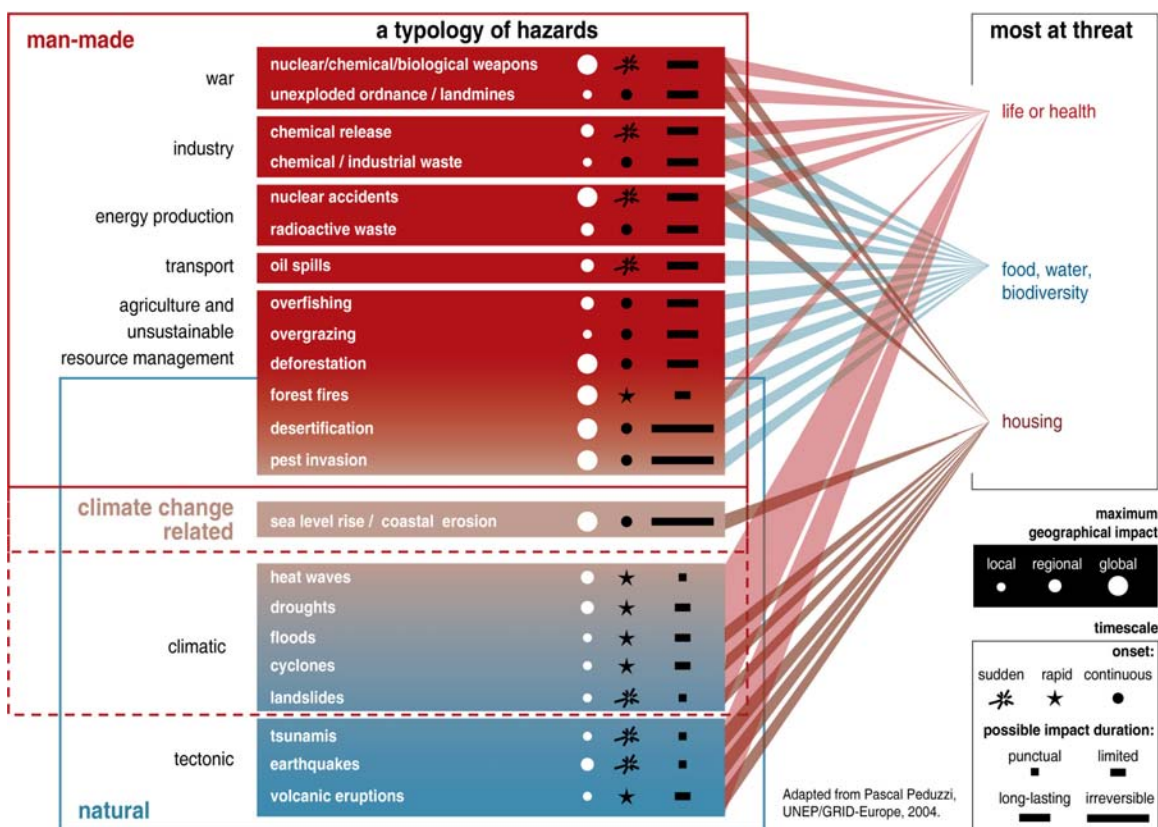 man-made
a typology of hazards
most at threat
war
nuclear/chemical/biological weapons
unexploded ordnance / landmines
life or health
industry
chemical release
chemical / industrial waste
energy production
nuclear accidents
radioactive waste
transport
oil spills
food, water,
biodiversity
agriculture and
unsustainable
resource management
overfishing
overgrazing
deforestation
forest fires
desertification
pest invasion
housing
climate change
related
sea level rise / coastal erosion
maximum
geographical impact
local regional global
climatic
heat waves
droughts
floods
cyclones
landslides
timescale
onset:
sudden rapid continuous
possible impact duration:
punctual limited
long-lasting irreversible
tectonic
tsunamis
earthquakes
volcanic eruptions
natural
Adapted from Pascal Peduzzi,
UNEP/GRID-Europe, 2004.